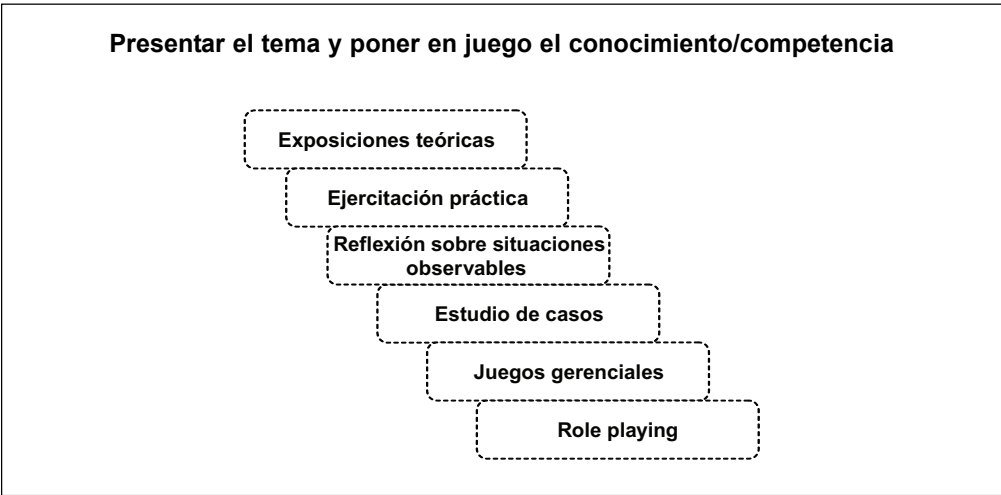 Presentar el tema y poner en juego el conocimiento/competencia
Exposiciones teóricas
Ejercitación práctica
Reflexión sobre situaciones
observables
Estudio de casos
Juegos gerenciales
Role playing